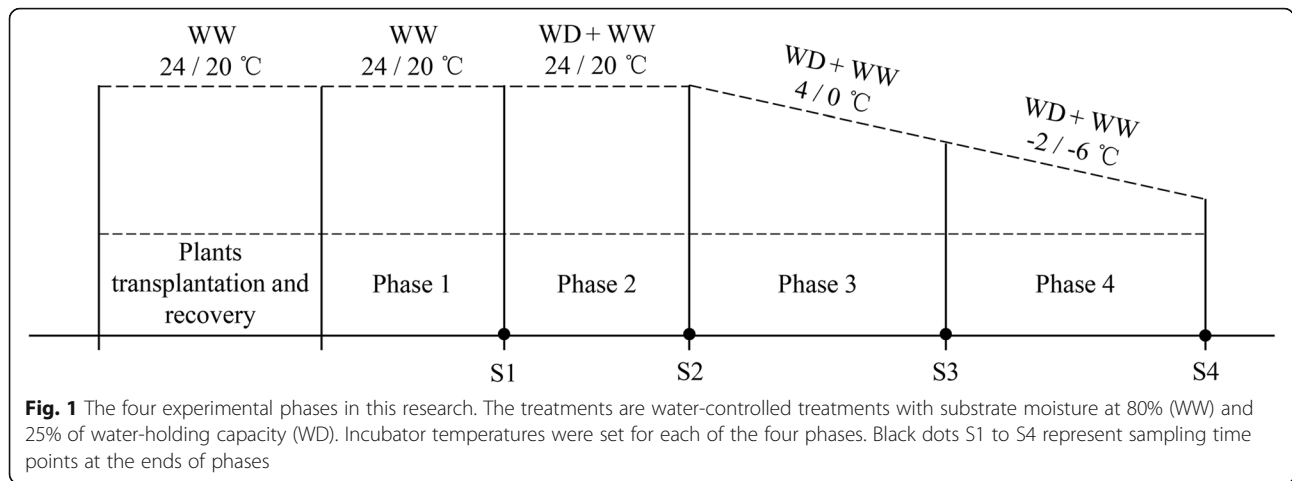 WW
24 / 20 ℃
WW
24 / 20 ℃
WD + WW
24 / 20 ℃
WD + WW
4 / 0 ℃
WD + WW
-2 / -6 ℃
Plants
transplantation and
recovery
Phase 1
Phase 2
Phase 3
Phase 4
S1
S2
S3
S4
Fig. 1 The four experimental phases in this research. The treatments are water-controlled treatments with substrate moisture at 80% (WW) and
25% of water-holding capacity (WD). Incubator temperatures were set for each of the four phases. Black dots S1 to S4 represent sampling time
points at the ends of phases